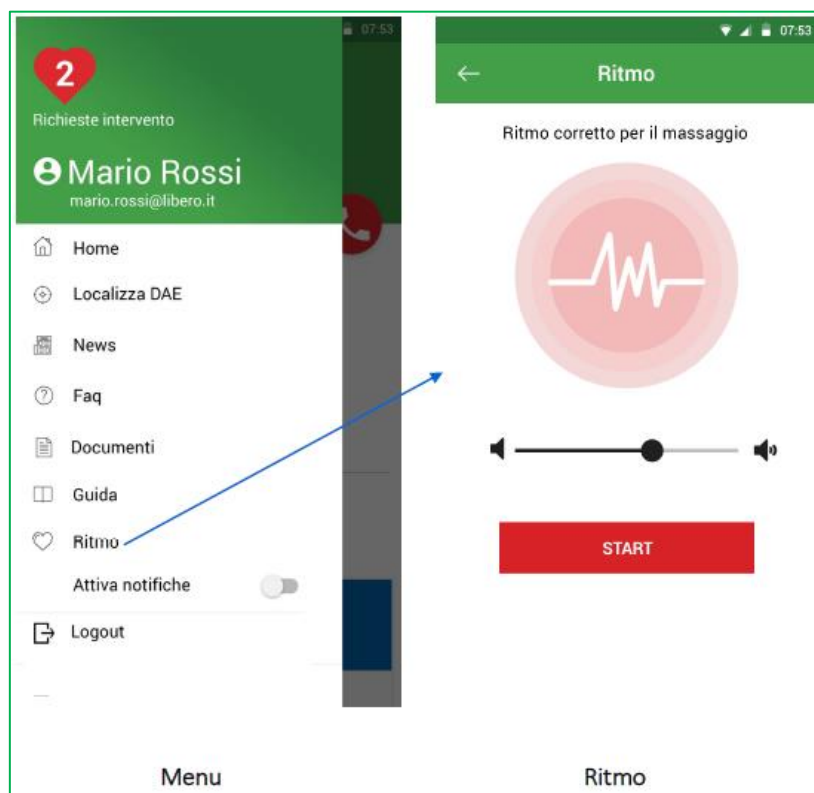 07:53
2
Richieste intervento
Mario Rossi
mario.rossi@libero.it
Home
Localizza DAE
News
Faq
Documenti
Guida
Ritmo
Attiva notifiche
Logout
Menu
07:53
Ritmo
Ritmo corretto per il massaggio
START
Ritmo